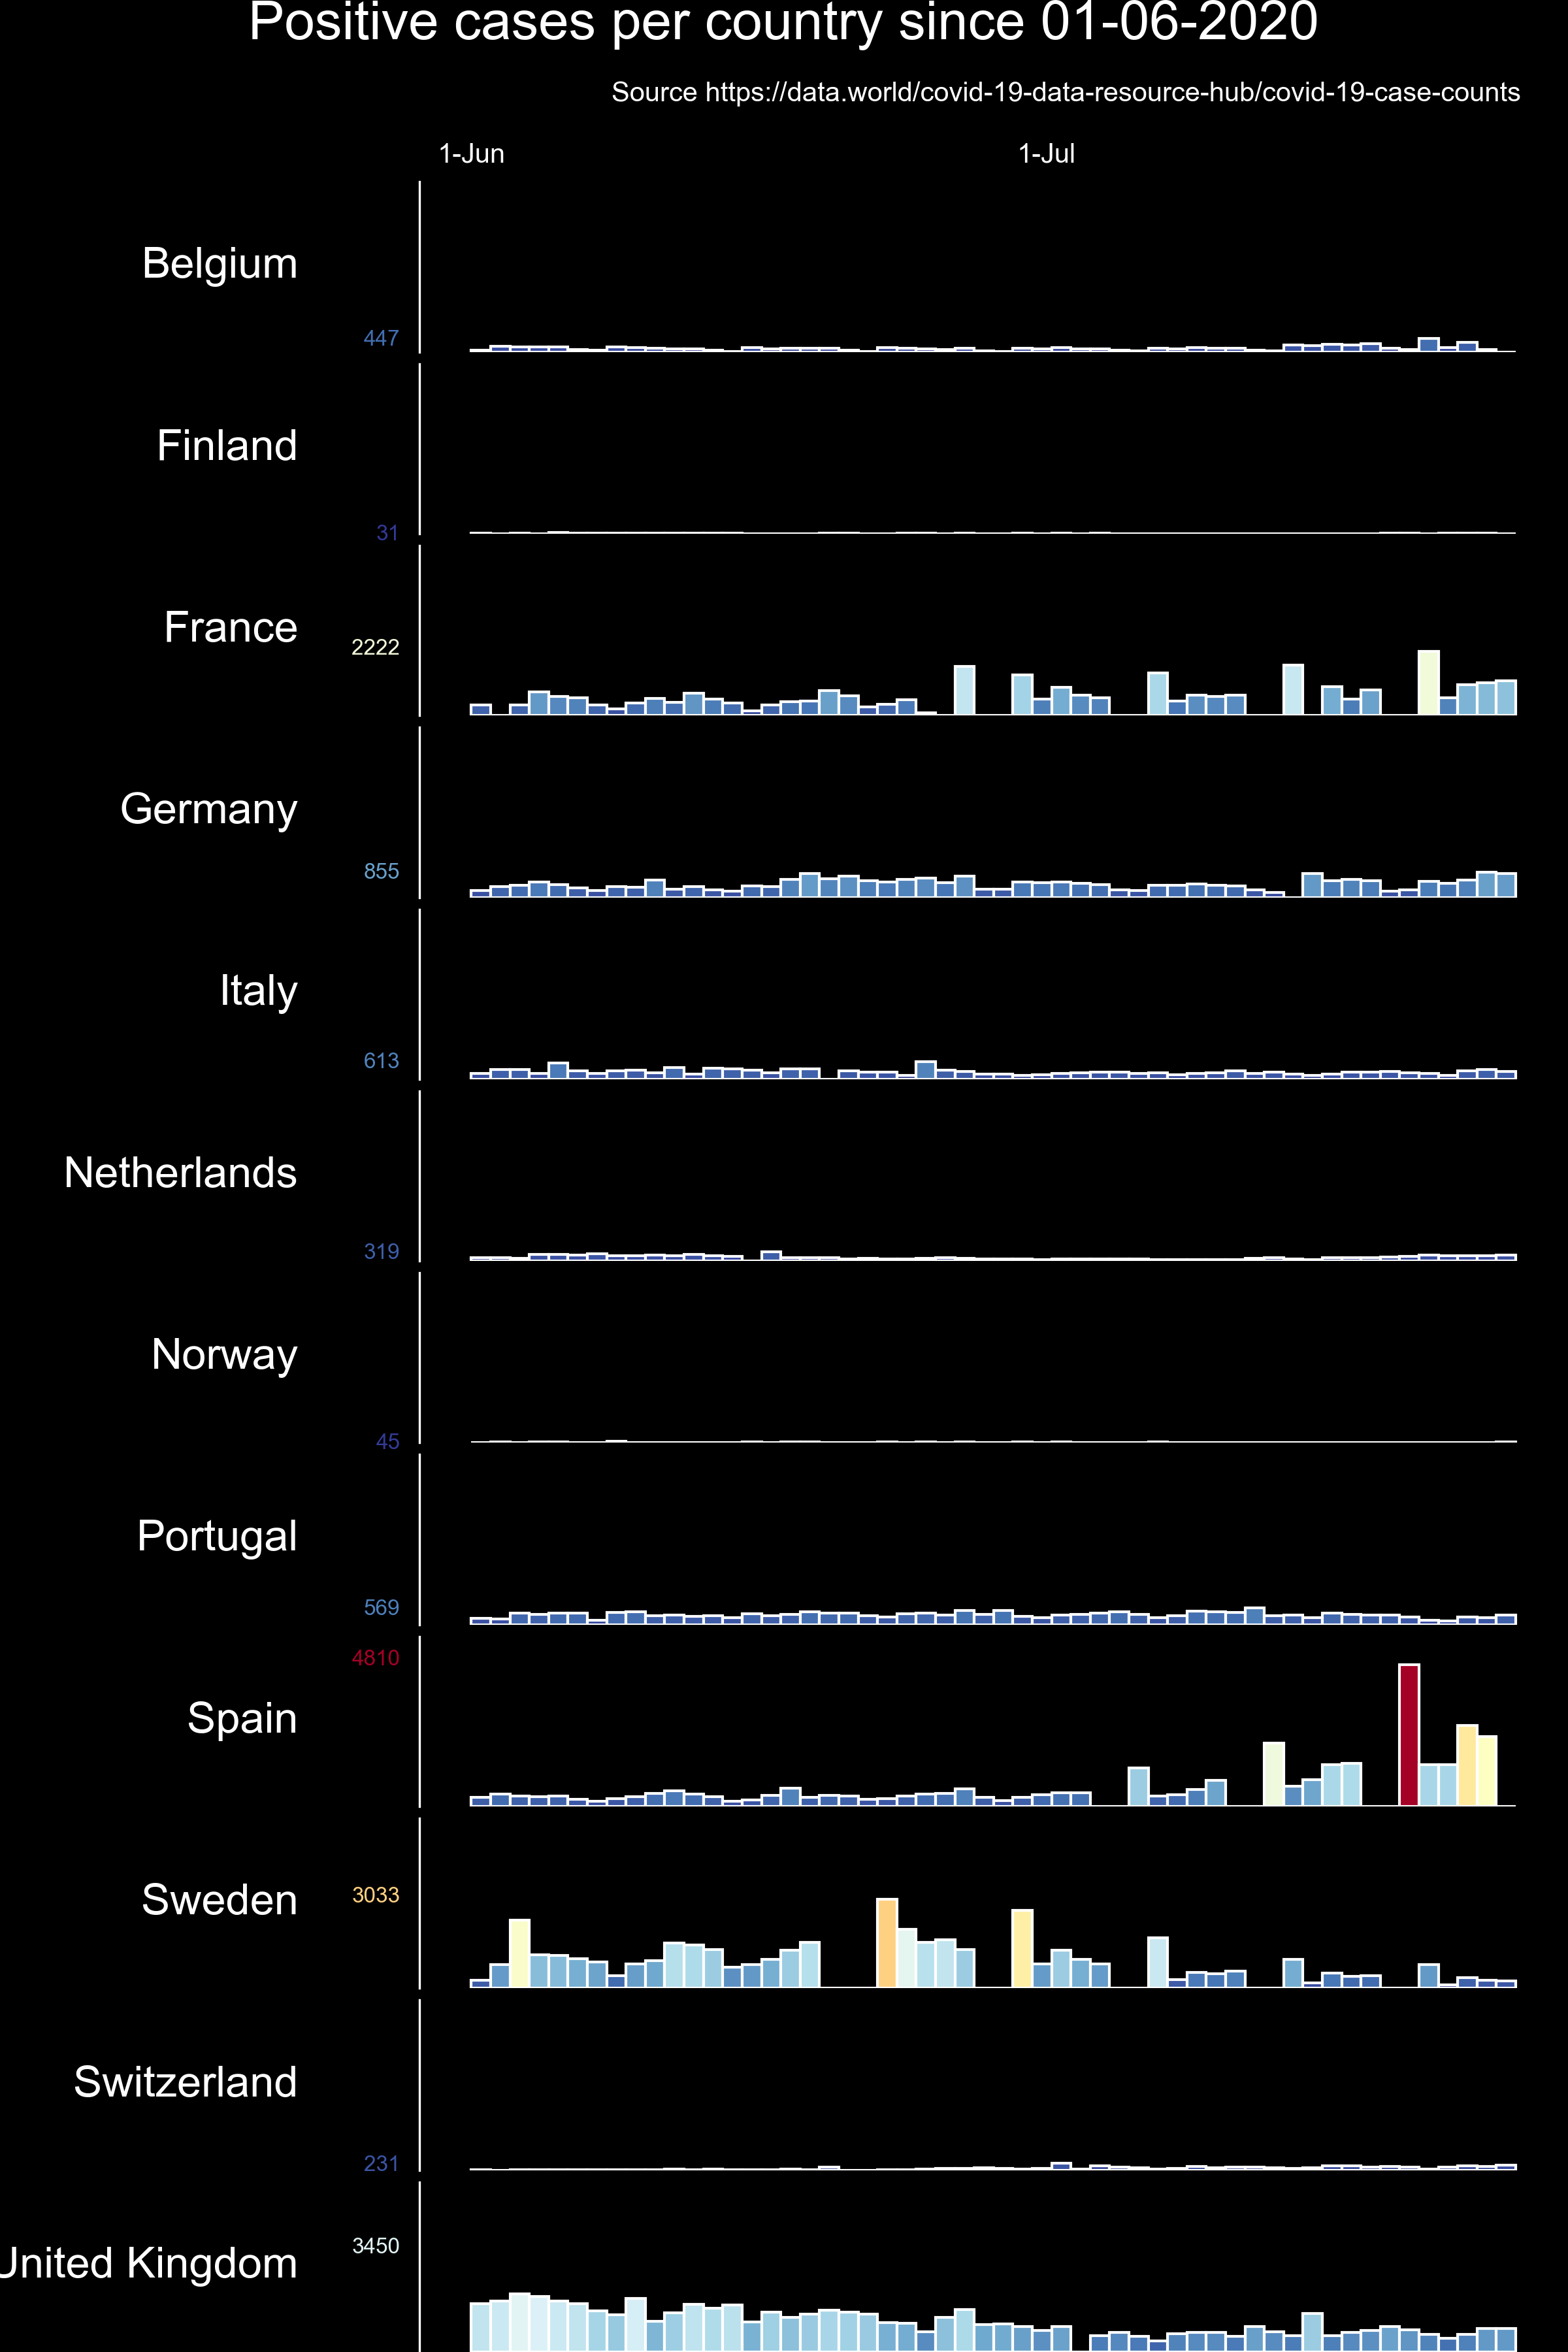 Positive cases per country since 01-06-2020
Source https://data.world/covid-19-data-resource-hub/covid-19-case-counts
1-Jun 1-Jul
Belgium
447
Finland
31
France
2222
Germany
855
Italy
613
Netherlands
319
Norway
45
Portugal
569
Spain
4810
Sweden
3033
Switzerland
231
United Kingdom
3450